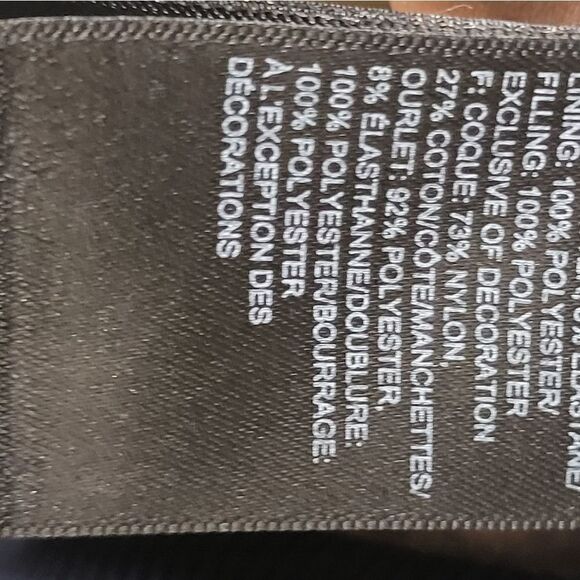 LINING: 100% POLYESTER/
FILLING: 100% POLYESTER
EXCLUSIVE OF DECORATION
F: COQUE: 73% NYLON,
27% COTON/CÔTE/MANCHETTES/
OURLET: 92% POLYESTER,
8% ÉLASTHANNE/DOUBLURE:
100% POLYESTER/BOURRAGE:
100% POLYESTER
À L'EXCEPTION DES
DÉCORATIONS